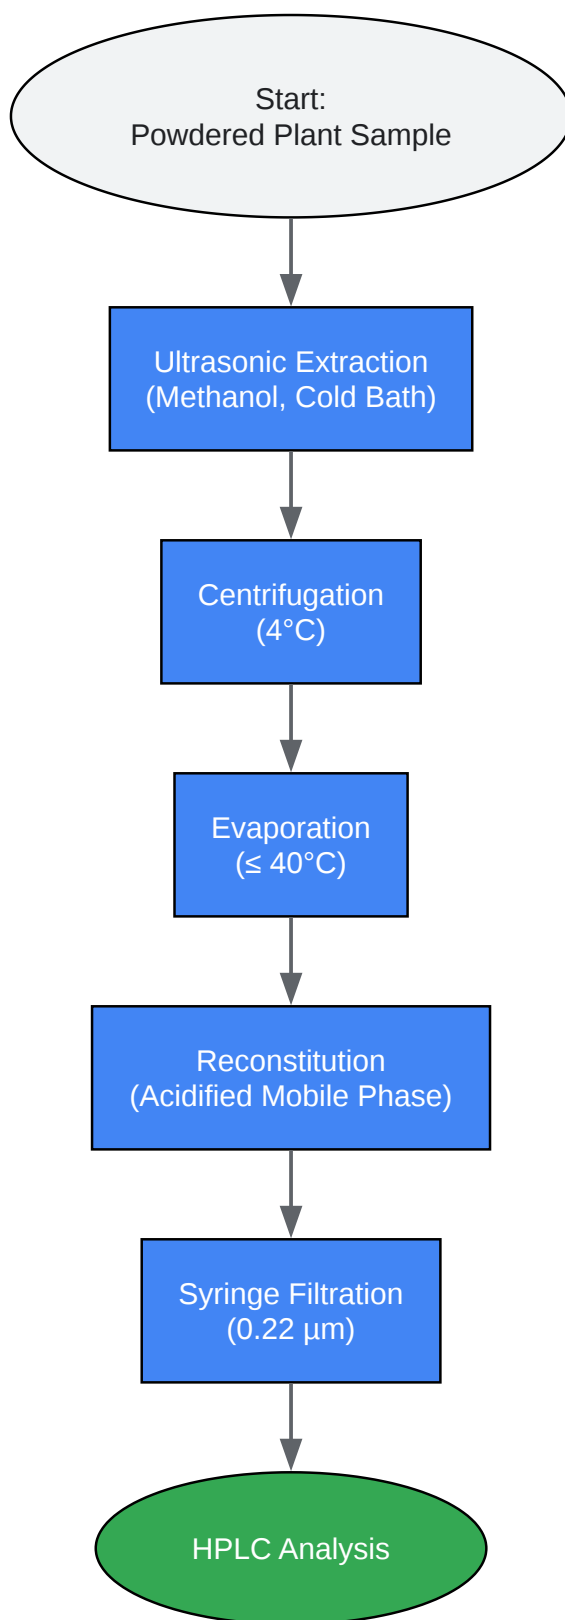 Start:
Powdered Plant Sample
Ultrasonic Extraction
(Methanol, Cold Bath)
Centrifugation
(4°C)
Evaporation
(≤ 40°C)
Reconstitution
(Acidified Mobile Phase)
Syringe Filtration
(0.22 µm)
HPLC Analysis